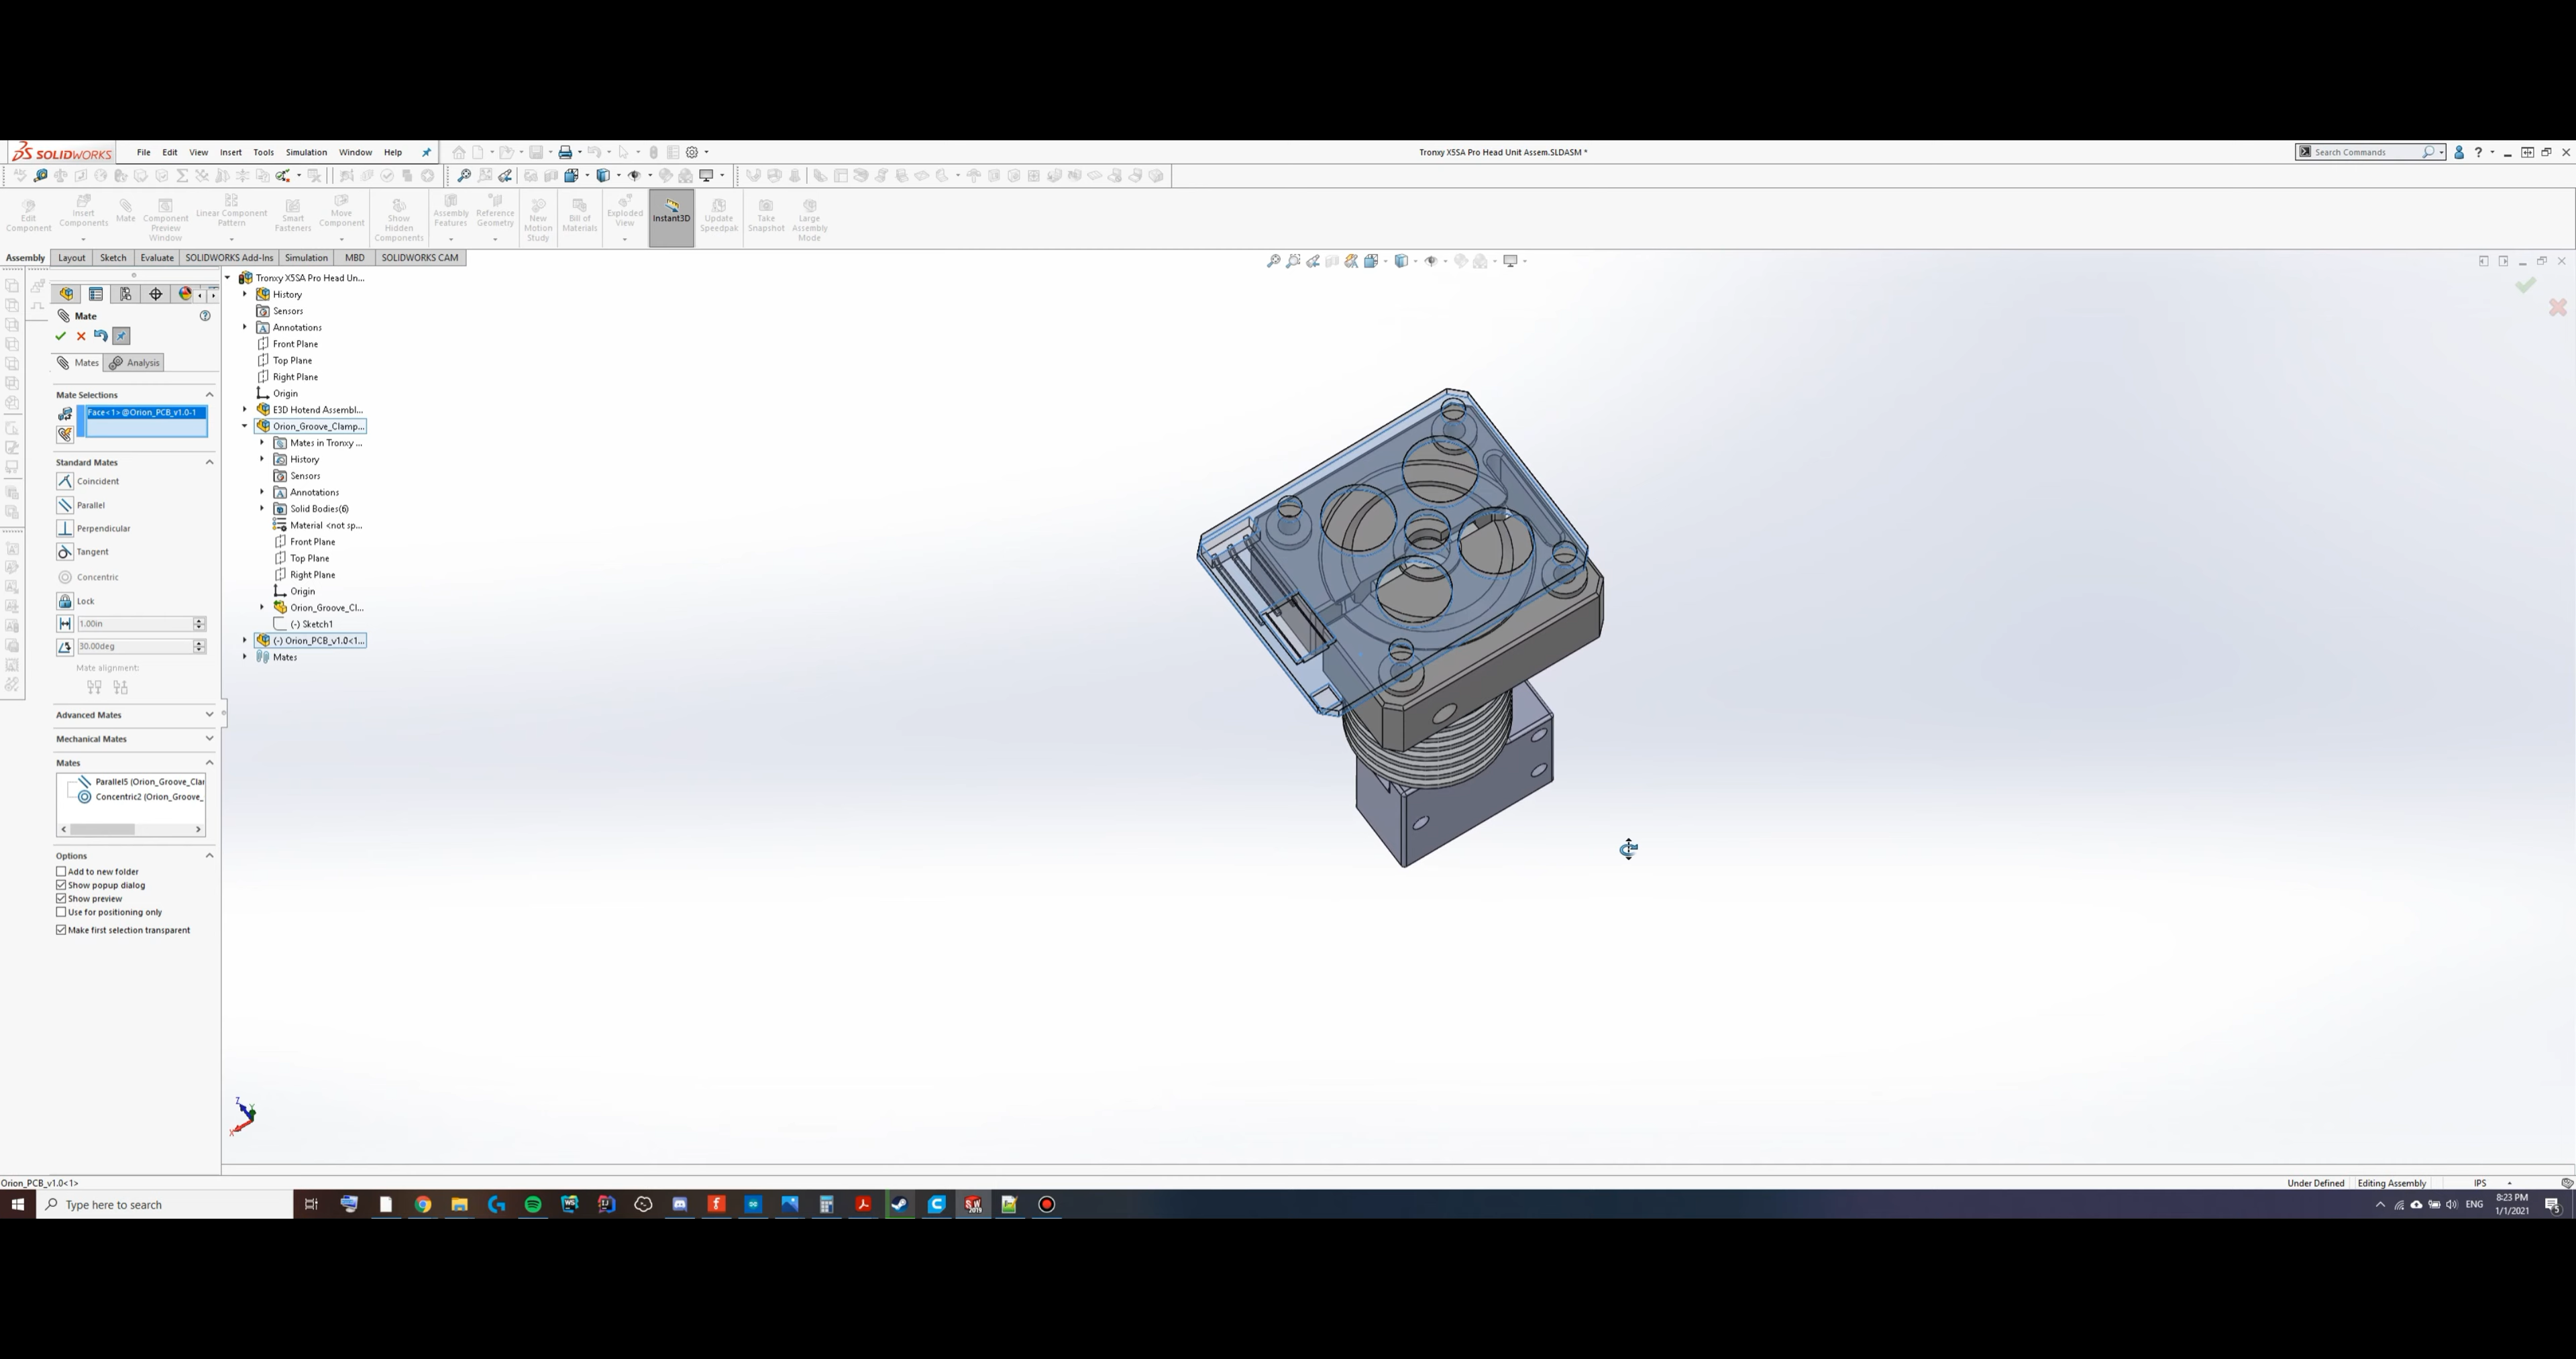 SOLIDWORKS File Edit View Insert Tools Simulation Window Help Tronxy X5SA Pro Head Unit Assem.SLDASM * Search Commands
Edit Component
Insert Components
Mate
Component Preview Window
Linear Component Pattern
Smart Fasteners
Move Component
Show Hidden Components
Assembly Features
Reference Geometry
New Motion Study
Bill of Materials
Exploded View
Instant3D
Update Speedpak
Take Snapshot
Large Assembly Mode
Assembly Layout Sketch Evaluate SOLIDWORKS Add-Ins Simulation MBD SOLIDWORKS CAM
Mate
Mates Analysis
Mate Selections
Face<1>@Orion_PCB_v1.0-1
Standard Mates
Coincident
Parallel
Perpendicular
Tangent
Concentric
Lock
1.00in
30.00deg
Mate alignment:
Advanced Mates
Mechanical Mates
Mates
Parallel5 (Orion_Groove_Clar
Concentric2 (Orion_Groove_
Options
Add to new folder
Show popup dialog
Show preview
Use for positioning only
Make first selection transparent
Tronxy X5SA Pro Head Un...
History
Sensors
Annotations
Front Plane
Top Plane
Right Plane
Origin
E3D Hotend Assembl...
Orion_Groove_Clamp...
Mates in Tronxy ...
History
Sensors
Annotations
Solid Bodies(6)
Material <not sp...
Front Plane
Top Plane
Right Plane
Origin
Orion_Groove_Cl...
(-) Sketch1
(-) Orion_PCB_v1.0<1...
Mates
Z
Y
X
Orion_PCB_v1.0<1>
Under Defined Editing Assembly IPS
Type here to search
ENG
8:23 PM
1/1/2021